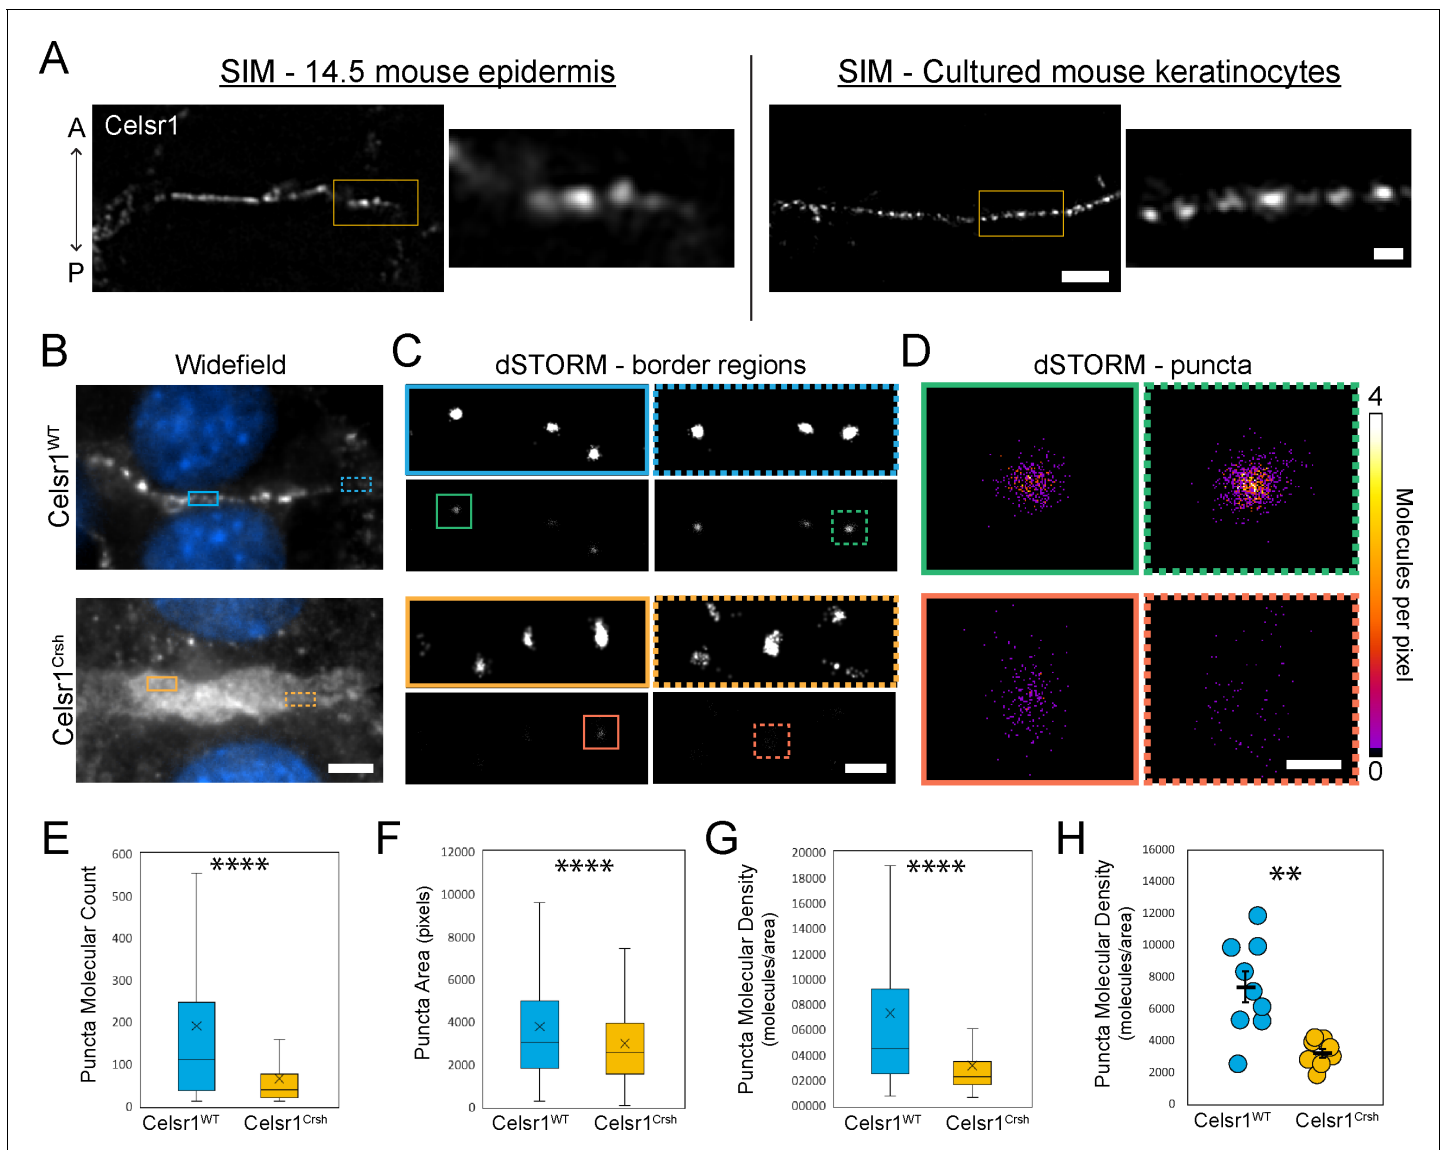 A
SIM - 14.5 mouse epidermis
SIM - Cultured mouse keratinocytes
Celsr1
A
P
B
Widefield
C
dSTORM - border regions
D
dSTORM - puncta
Celsr1WT
Celsr1Crsh
4
Molecules per pixel
0
E
****
Puncta Molecular Count
600
500
400
300
200
100
0
Celsr1WT Celsr1Crsh
F
****
Puncta Area (pixels)
12000
10000
8000
6000
4000
2000
0
Celsr1WT Celsr1Crsh
G
****
Puncta Molecular Density
(molecules/area)
20000
18000
16000
14000
12000
10000
08000
06000
04000
02000
00000
Celsr1WT Celsr1Crsh
H
**
Puncta Molecular Density
(molecules/area)
16000
14000
12000
10000
8000
6000
4000
2000
0
Celsr1WT Celsr1Crsh